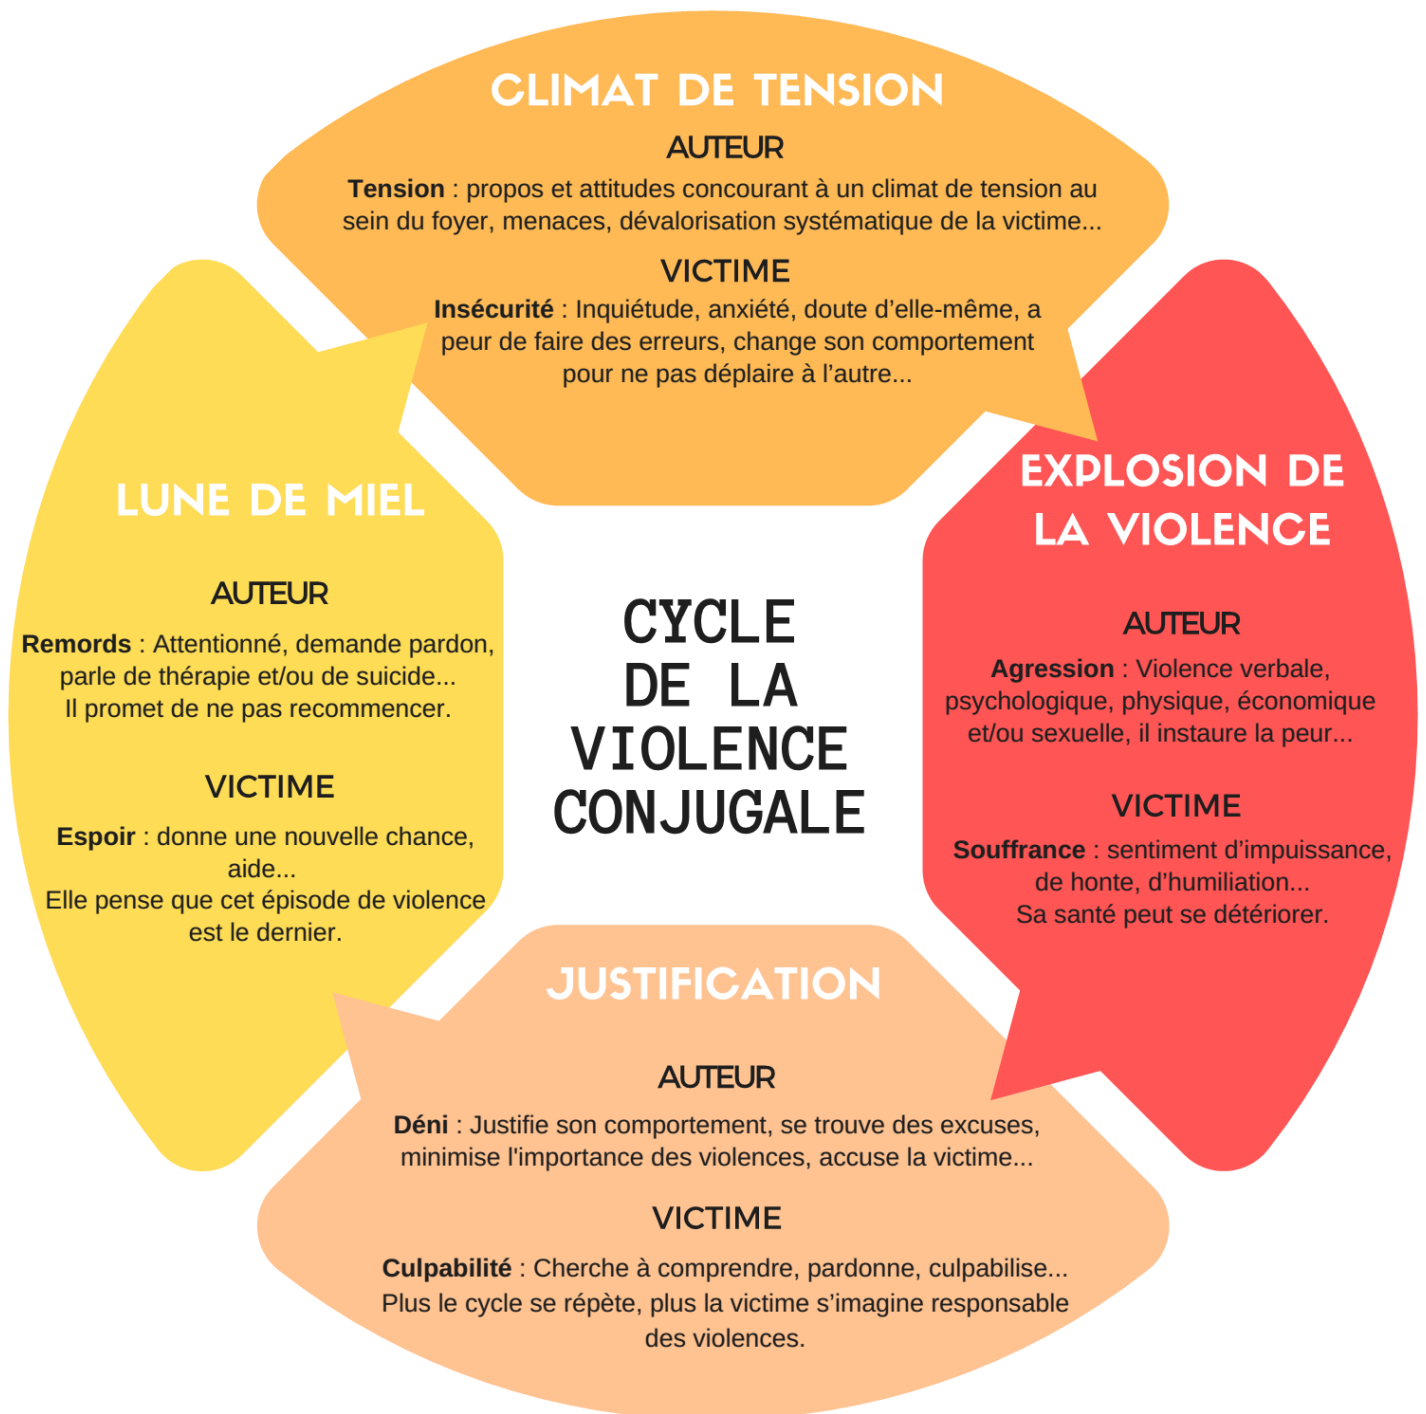 CLIMAT DE TENSION
AUTEUR
Tension : propos et attitudes concourant à un climat de tension au
sein du foyer, menaces, dévalorisation systématique de la victime...
VICTIME
Insécurité : Inquiétude, anxiété, doute d’elle-même, a
peur de faire des erreurs, change son comportement
pour ne pas déplaire à l’autre...
EXPLOSION DE
LA VIOLENCE
AUTEUR
Agression : Violence verbale,
psychologique, physique, économique
et/ou sexuelle, il instaure la peur...
VICTIME
Souffrance : sentiment d’impuissance,
de honte, d’humiliation...
Sa santé peut se détériorer.
JUSTIFICATION
AUTEUR
Déni : Justifie son comportement, se trouve des excuses,
minimise l'importance des violences, accuse la victime...
VICTIME
Culpabilité : Cherche à comprendre, pardonne, culpabilise...
Plus le cycle se répète, plus la victime s’imagine responsable
des violences.
LUNE DE MIEL
AUTEUR
Remords : Attentionné, demande pardon,
parle de thérapie et/ou de suicide...
Il promet de ne pas recommencer.
VICTIME
Espoir : donne une nouvelle chance,
aide...
Elle pense que cet épisode de violence
est le dernier.
CYCLE
DE LA
VIOLENCE
CONJUGALE